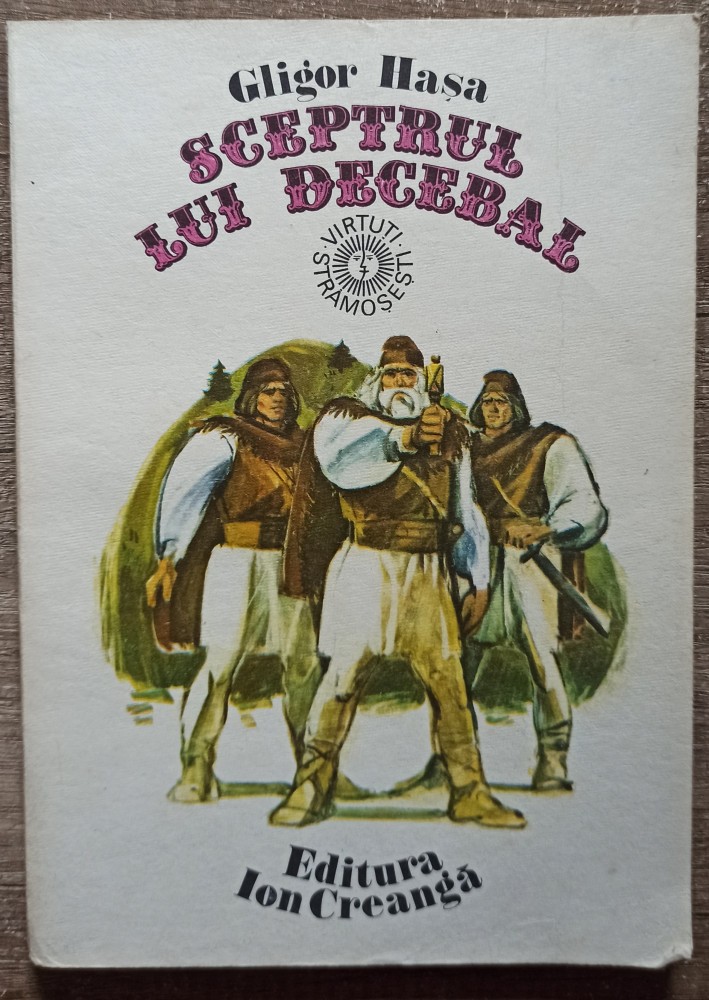 Gligor Hașa
SCEPTRUL
LUI DECEBAL
· VIRTUȚI ·
STRĂMOȘEȘTI
Editura
Ion Creangă